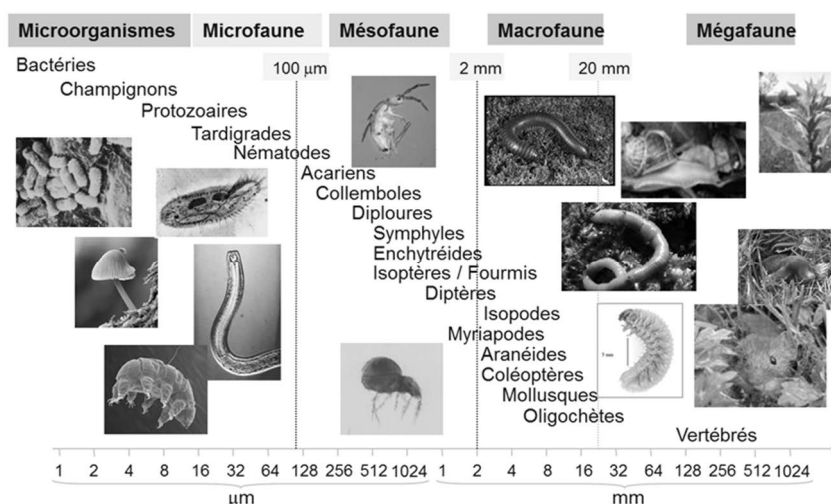 Microorganismes Microfaune Mésofaune Macrofaune Mégafaune
Bactéries 100 µm 2 mm 20 mm
Champignons
Protozoaires
Tardigrades
Nématodes
Acariens
Collemboles
Diploures
Symphyles
Enchytréides
Isoptères / Fourmis
Diptères
Isopodes
Myriapodes
Aranéides
Coléoptères
Mollusques
Oligochètes
Vertébrés
1 2 4 8 16 32 64 128 256 512 1024 1 2 4 8 16 32 64 128 256 512 1024
µm mm